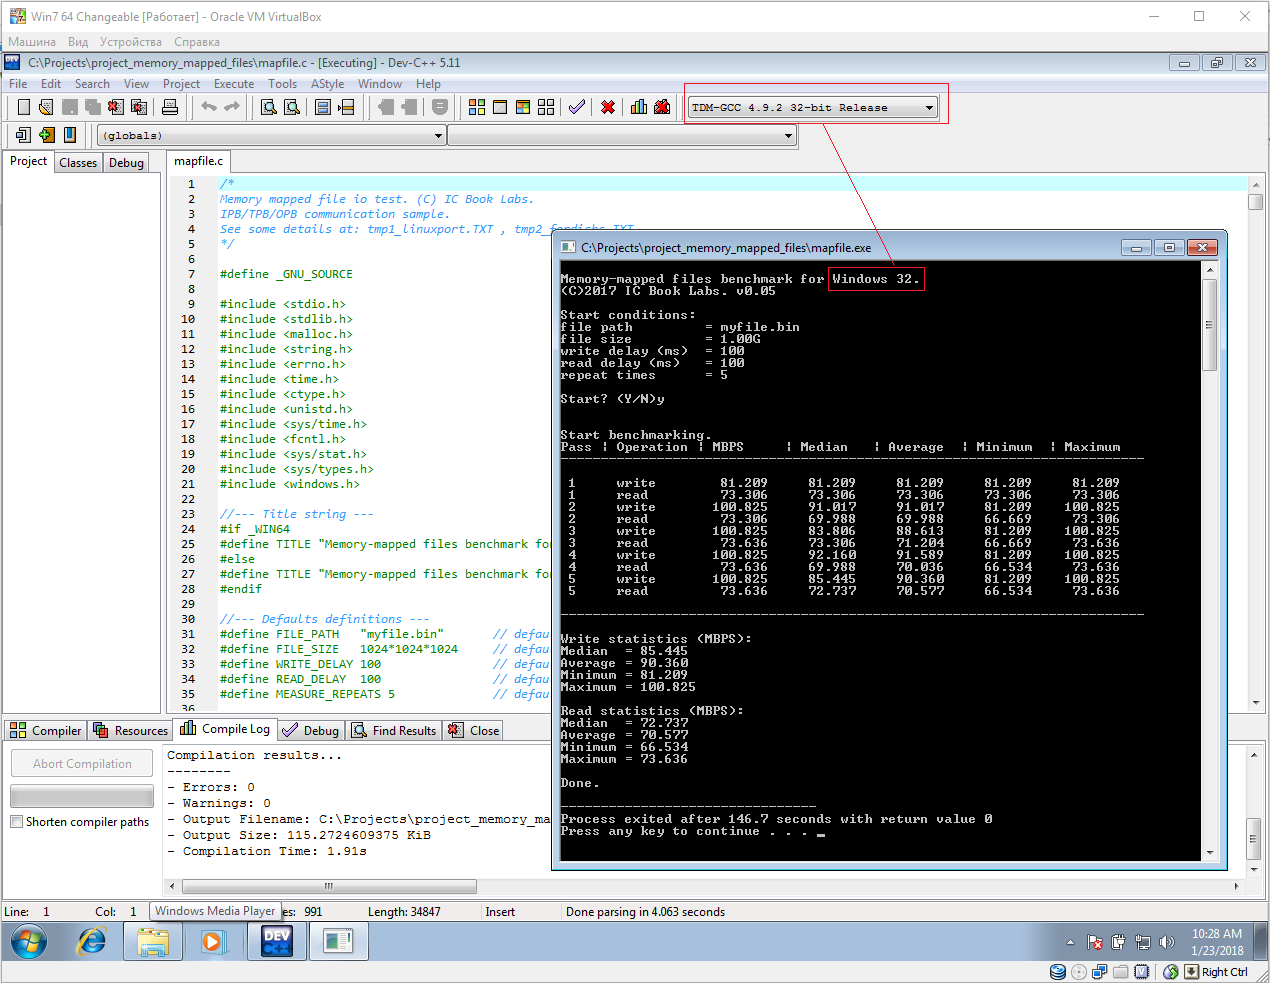 Win7 64 Changeable [Работает] - Oracle VM VirtualBox
Машина Вид Устройства Справка
C:\Projects\project_memory_mapped_files\mapfile.c - [Executing] - Dev-C++ 5.11
File Edit Search View Project Execute Tools AStyle Window Help
TDM-GCC 4.9.2 32-bit Release
(globals)
Project Classes Debug
mapfile.c
1 /*
2 Memory mapped file io test. (C) IC Book Labs.
3 IPB/TPB/OPB communication sample.
4 See some details at: tmp1_linuxport.TXT , tmp2_fordisks.TXT
5 */
6
7 #define _GNU_SOURCE
8
9 #include <stdio.h>
10 #include <stdlib.h>
11 #include <malloc.h>
12 #include <string.h>
13 #include <errno.h>
14 #include <time.h>
15 #include <ctype.h>
16 #include <unistd.h>
17 #include <sys/time.h>
18 #include <fcntl.h>
19 #include <sys/stat.h>
20 #include <sys/types.h>
21 #include <windows.h>
22
23 //--- Title string ---
24 #if _WIN64
25 #define TITLE "Memory-mapped files benchmark for
26 #else
27 #define TITLE "Memory-mapped files benchmark for
28 #endif
29
30 //--- Defaults definitions ---
31 #define FILE_PATH "myfile.bin" // defau
32 #define FILE_SIZE 1024*1024*1024 // defau
33 #define WRITE_DELAY 100 // defau
34 #define READ_DELAY 100 // defau
35 #define MEASURE_REPEATS 5 // defau
36
C:\Projects\project_memory_mapped_files\mapfile.exe
Memory-mapped files benchmark for Windows 32.
(C)2017 IC Book Labs. v0.05
Start conditions:
file path = myfile.bin
file size = 1.00G
write delay (ms) = 100
read delay (ms) = 100
repeat times = 5
Start? (Y/N)y
Start benchmarking.
Pass ¦ Operation ¦ MBPS ¦ Median ¦ Average ¦ Minimum ¦ Maximum
------------------------------------------------------------------------
1 write 81.209 81.209 81.209 81.209 81.209
1 read 73.306 73.306 73.306 73.306 73.306
2 write 100.825 91.017 91.017 81.209 100.825
2 read 73.306 69.988 69.988 66.669 73.306
3 write 100.825 83.806 88.613 81.209 100.825
3 read 73.636 73.306 71.204 66.669 73.636
4 write 100.825 92.160 91.589 81.209 100.825
4 read 73.636 69.988 70.036 66.534 73.636
5 write 100.825 85.445 90.360 81.209 100.825
5 read 73.636 72.737 70.577 66.534 73.636
------------------------------------------------------------------------
Write statistics (MBPS):
Median = 85.445
Average = 90.360
Minimum = 81.209
Maximum = 100.825
Read statistics (MBPS):
Median = 72.737
Average = 70.577
Minimum = 66.534
Maximum = 73.636
Done.
--------------------------------
Process exited after 146.7 seconds with return value 0
Press any key to continue . . . _
Compiler Resources Compile Log Debug Find Results Close
Abort Compilation
Shorten compiler paths
Compilation results...
--------
- Errors: 0
- Warnings: 0
- Output Filename: C:\Projects\project_memory_ma
- Output Size: 115.2724609375 KiB
- Compilation Time: 1.91s
Line: 1 Col: 1 Windows Media Player es: 991 Length: 34847 Insert Done parsing in 4.063 seconds
DEV C++
10:28 AM
1/23/2018
Right Ctrl